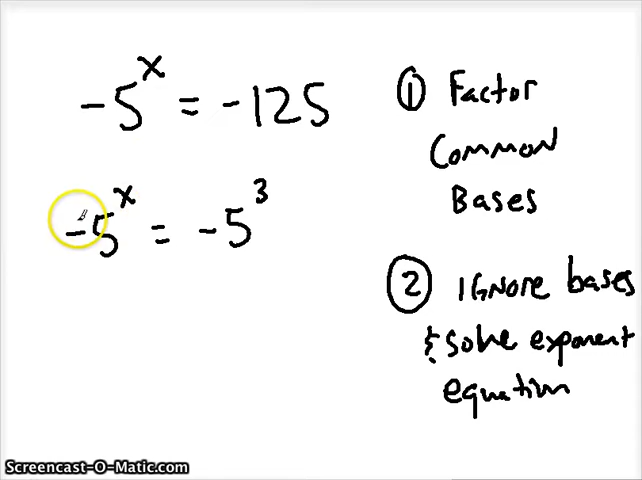 -5^x = -125
-5^x = -5^3
① Factor
Common
Bases
② Ignore bases
& solve exponent
equation
Screencast-O-Matic.com